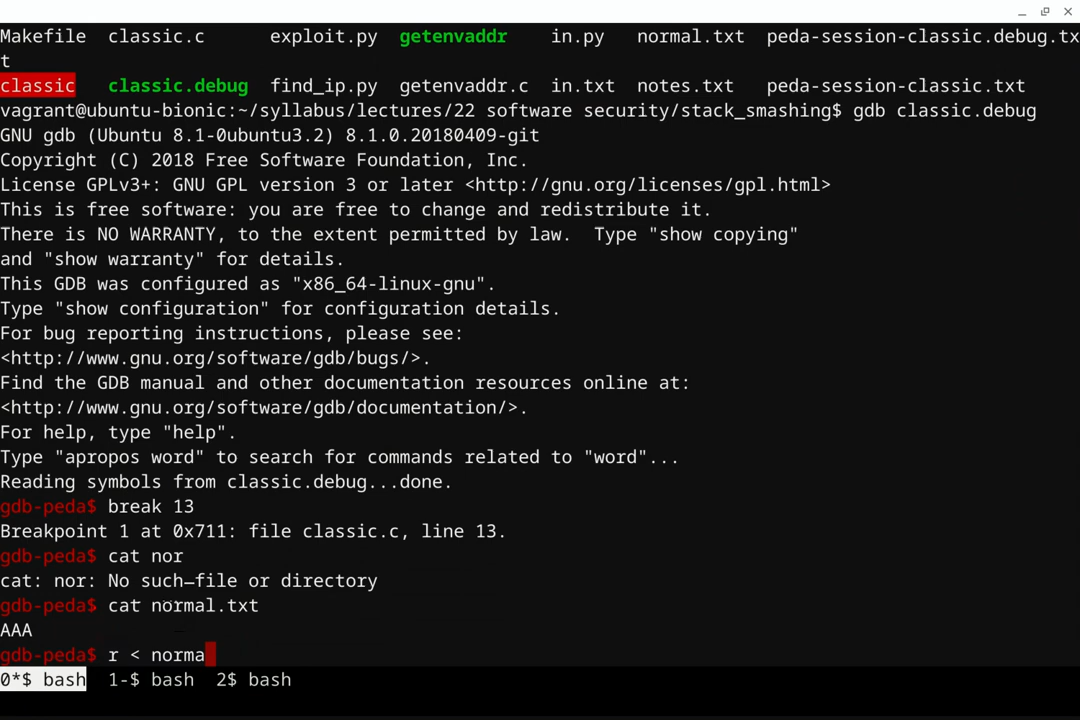 Makefile  classic.c      exploit.py  getenvaddr    in.py   normal.txt  peda-session-classic.debug.tx
t
classic   classic.debug  find_ip.py  getenvaddr.c  in.txt  notes.txt   peda-session-classic.txt
vagrant@ubuntu-bionic:~/syllabus/lectures/22 software security/stack_smashing$ gdb classic.debug
GNU gdb (Ubuntu 8.1-0ubuntu3.2) 8.1.0.20180409-git
Copyright (C) 2018 Free Software Foundation, Inc.
License GPLv3+: GNU GPL version 3 or later <http://gnu.org/licenses/gpl.html>
This is free software: you are free to change and redistribute it.
There is NO WARRANTY, to the extent permitted by law.  Type "show copying"
and "show warranty" for details.
This GDB was configured as "x86_64-linux-gnu".
Type "show configuration" for configuration details.
For bug reporting instructions, please see:
<http://www.gnu.org/software/gdb/bugs/>.
Find the GDB manual and other documentation resources online at:
<http://www.gnu.org/software/gdb/documentation/>.
For help, type "help".
Type "apropos word" to search for commands related to "word"...
Reading symbols from classic.debug...done.
gdb-peda$ break 13
Breakpoint 1 at 0x711: file classic.c, line 13.
gdb-peda$ cat nor
cat: nor: No such file or directory
gdb-peda$ cat normal.txt
AAA
gdb-peda$ r < norma
0*$ bash  1-$ bash  2$ bash